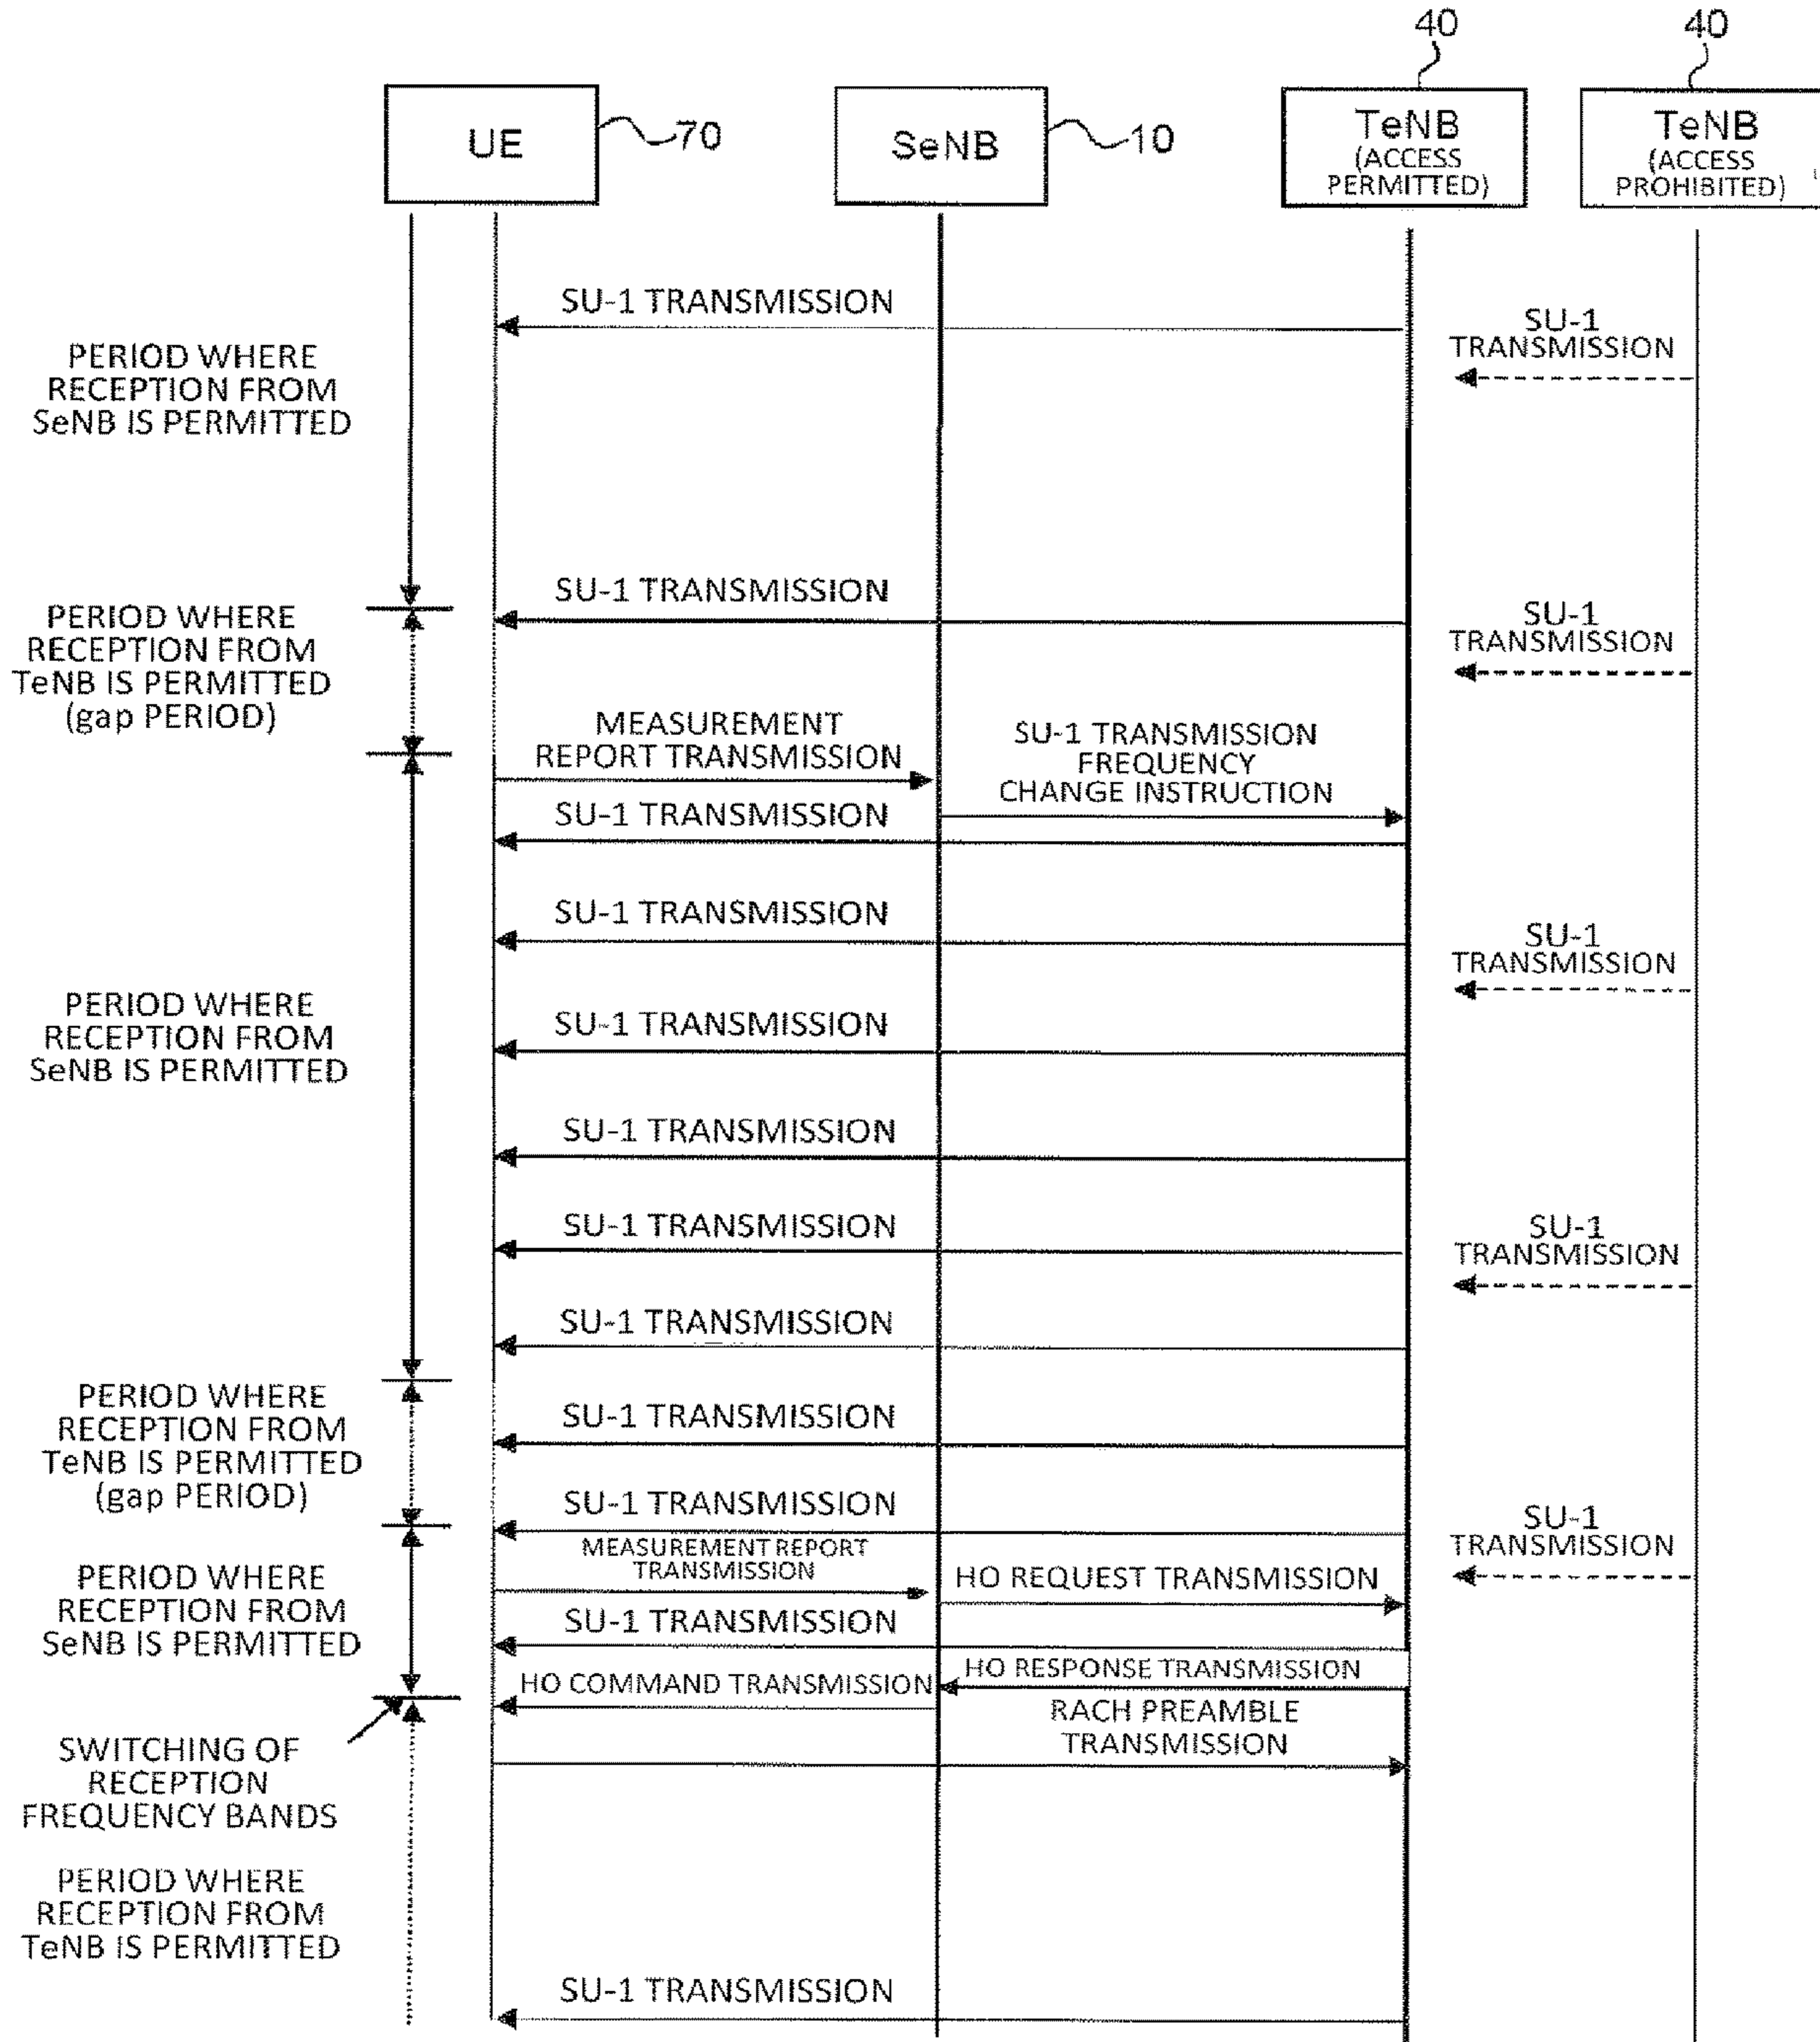 40
40
UE
70
SeNB
10
TeNB
(ACCESS
PERMITTED)
TeNB
(ACCESS
PROHIBITED)
SU-1 TRANSMISSION
SU-1
TRANSMISSION
PERIOD WHERE
RECEPTION FROM
SeNB IS PERMITTED
SU-1 TRANSMISSION
SU-1
TRANSMISSION
PERIOD WHERE
RECEPTION FROM
TeNB IS PERMITTED
(gap PERIOD)
MEASUREMENT
REPORT TRANSMISSION
SU-1 TRANSMISSION
FREQUENCY
CHANGE INSTRUCTION
SU-1 TRANSMISSION
SU-1 TRANSMISSION
SU-1
TRANSMISSION
PERIOD WHERE
RECEPTION FROM
SeNB IS PERMITTED
SU-1 TRANSMISSION
SU-1 TRANSMISSION
SU-1 TRANSMISSION
SU-1
TRANSMISSION
SU-1 TRANSMISSION
PERIOD WHERE
RECEPTION FROM
TeNB IS PERMITTED
(gap PERIOD)
SU-1 TRANSMISSION
SU-1 TRANSMISSION
SU-1
TRANSMISSION
MEASUREMENT REPORT
TRANSMISSION
HO REQUEST TRANSMISSION
PERIOD WHERE
RECEPTION FROM
SeNB IS PERMITTED
SU-1 TRANSMISSION
HO RESPONSE TRANSMISSION
HO COMMAND TRANSMISSION
RACH PREAMBLE
TRANSMISSION
SWITCHING OF
RECEPTION
FREQUENCY BANDS
PERIOD WHERE
RECEPTION FROM
TeNB IS PERMITTED
SU-1 TRANSMISSION